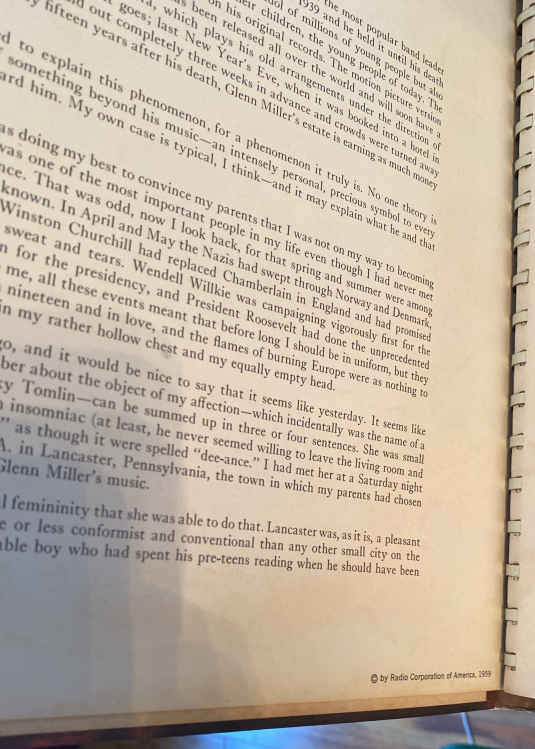 the most popular band leader
1939 and he held it until his death
of millions of young people but also
their children, the young people of today. The
on his original records. The motion picture version
been released all over the world and will soon have a
, which plays his old arrangements under the direction of
goes; last New Year's Eve, when it was booked into a hotel in
out completely three weeks in advance and crowds were turned away
fifteen years after his death, Glenn Miller's estate is earning as much money
to explain this phenomenon, for a phenomenon it truly is. No one theory is
something beyond his music—an intensely personal, precious symbol to every
him. My own case is typical, I think—and it may explain what he and that
as doing my best to convince my parents that I was not on my way to becoming
was one of the most important people in my life even though I had never met
That was odd, now I look back, for that spring and summer were among
known. In April and May the Nazis had swept through Norway and Denmark,
Winston Churchill had replaced Chamberlain in England and had promised
sweat and tears. Wendell Willkie was campaigning vigorously first for the
for the presidency, and President Roosevelt had done the unprecedented
me, all these events meant that before long I should be in uniform, but they
nineteen and in love, and the flames of burning Europe were as nothing to
in my rather hollow chest and my equally empty head.
go, and it would be nice to say that it seems like yesterday. It seems like
ber about the object of my affection—which incidentally was the name of a
ky Tomlin—can be summed up in three or four sentences. She was small
insomniac (at least, he never seemed willing to leave the living room and
" as though it were spelled "dee-ance." I had met her at a Saturday night
A. in Lancaster, Pennsylvania, the town in which my parents had chosen
Glenn Miller's music.
l femininity that she was able to do that. Lancaster was, as it is, a pleasant
e or less conformist and conventional than any other small city on the
able boy who had spent his pre-teens reading when he should have been
© by Radio Corporation of America, 1959